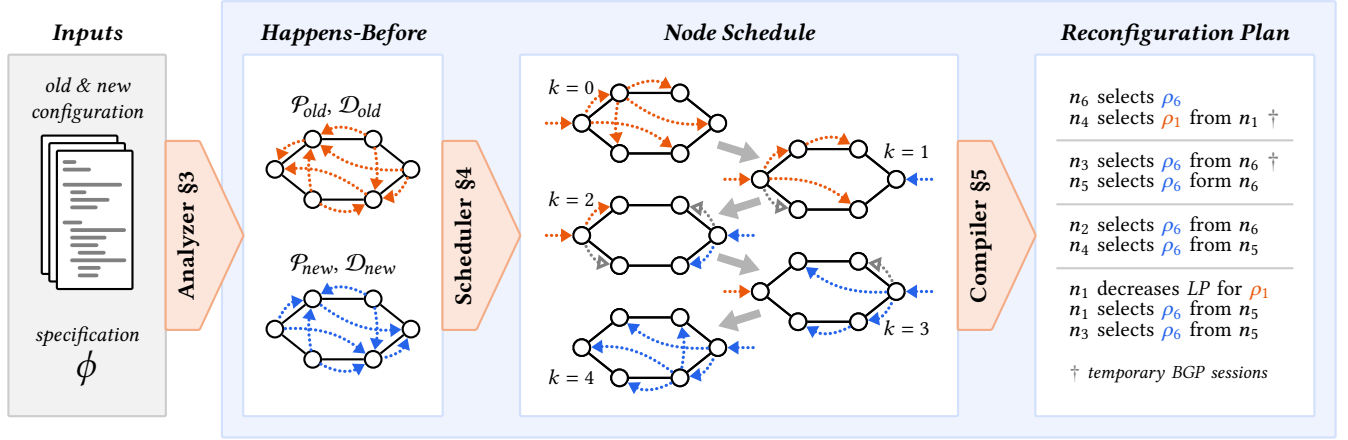 Inputs
Happens-Before
Node Schedule
Reconfiguration Plan
old & new
configuration
specification
ϕ
Analyzer §3
𝒫old, 𝒟old
𝒫new, 𝒟new
Scheduler §4
k = 0
k = 1
k = 2
k = 3
k = 4
Compiler §5
n₆ selects ρ₆
n₄ selects ρ₁ from n₁ †
n₃ selects ρ₆ from n₆ †
n₅ selects ρ₆ form n₆
n₂ selects ρ₆ from n₆
n₄ selects ρ₆ from n₅
n₁ decreases LP for ρ₁
n₁ selects ρ₆ from n₅
n₃ selects ρ₆ from n₅
† temporary BGP sessions